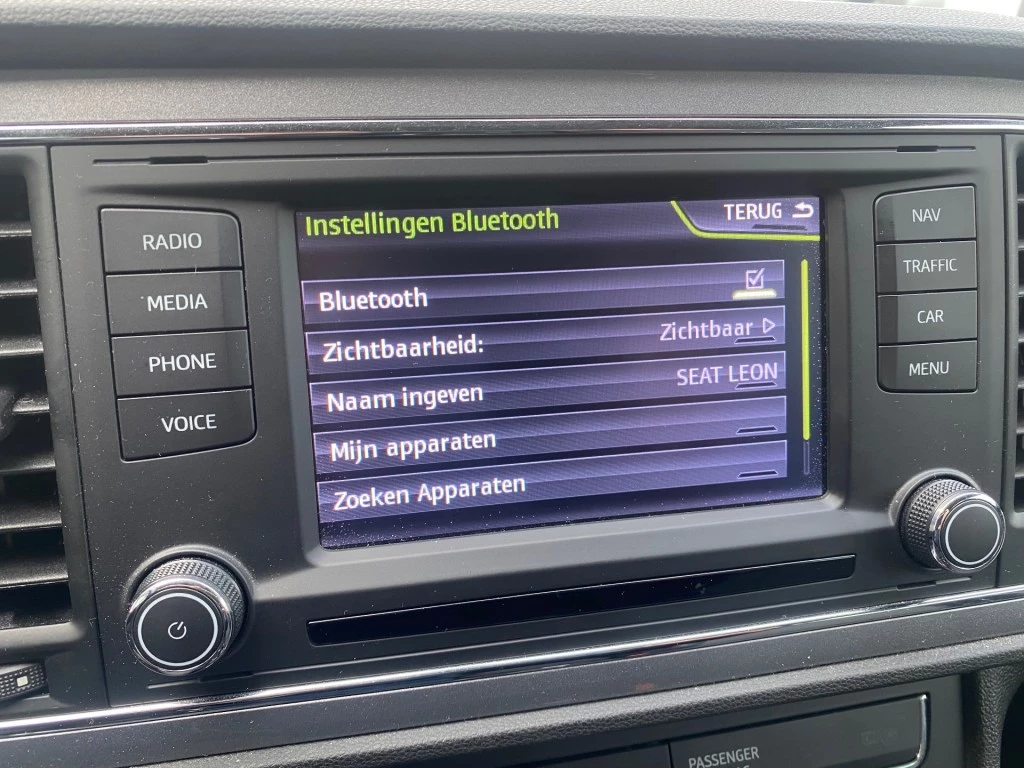 RADIO
MEDIA
PHONE
VOICE
Instellingen Bluetooth
TERUG
Bluetooth
Zichtbaarheid: Zichtbaar
Naam ingeven SEAT LEON
Mijn apparaten
Zoeken Apparaten
NAV
TRAFFIC
CAR
MENU
PASSENGER